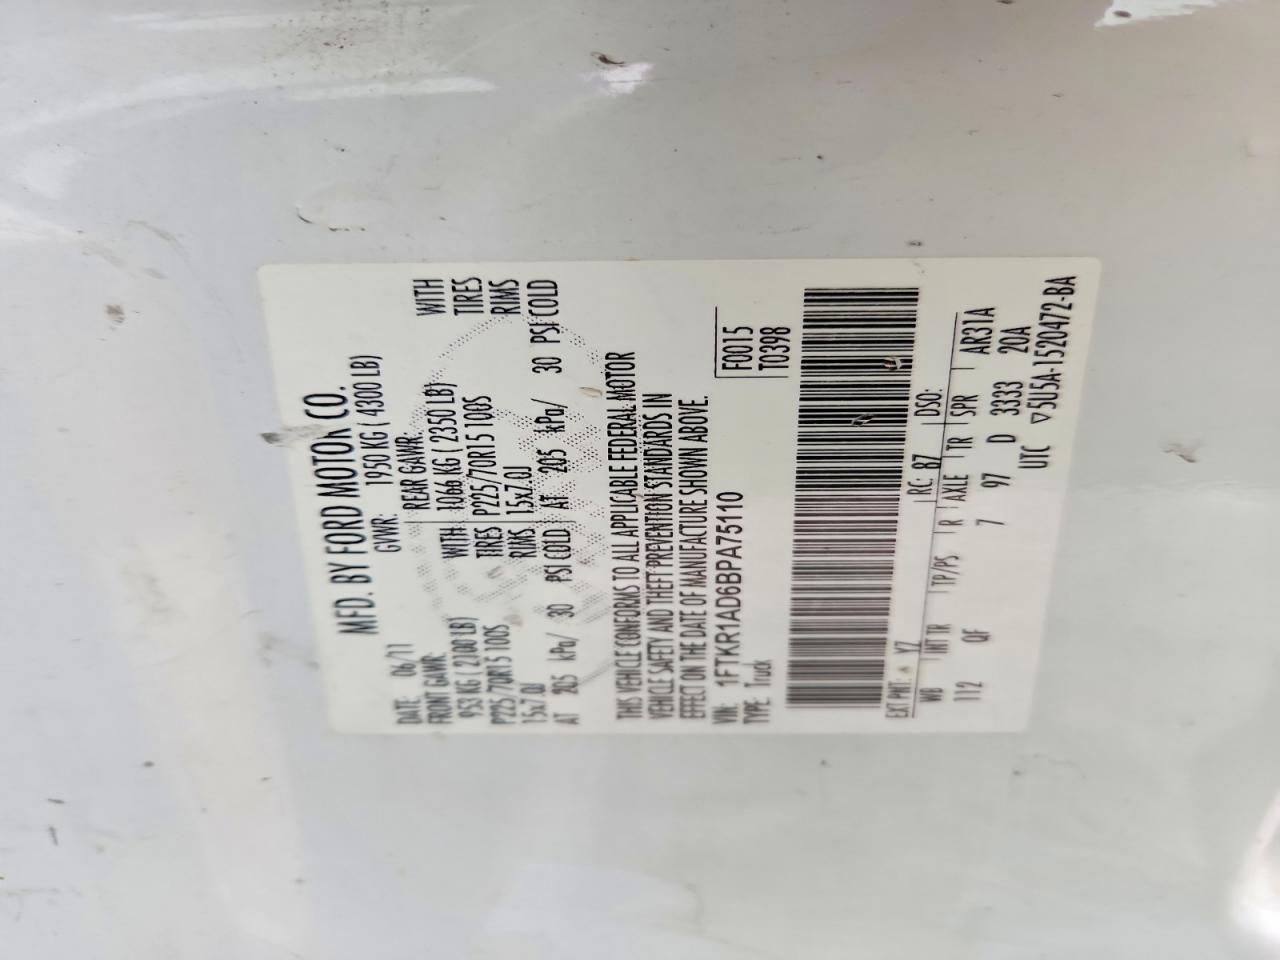 MFD. BY FORD MOTOR CO.
DATE: 06/11 GVWR: 1950 KG ( 4300 LB)
FRONT GAWR: REAR GAWR:
953 KG ( 2100 LB) WITH 1066 KG ( 2350 LB) WITH
P225/70R15 100S TIRES P225/70R15 100S TIRES
15x7.0J RIMS 15x7.0J RIMS
AT 205 kPa/ 30 PSI COLD AT 205 kPa/ 30 PSI COLD
THIS VEHICLE CONFORMS TO ALL APPLICABLE FEDERAL MOTOR
VEHICLE SAFETY AND THEFT PREVENTION STANDARDS IN
EFFECT ON THE DATE OF MANUFACTURE SHOWN ABOVE.
VIN: 1FTKR1AD6BPA75110 F0015
TYPE: Truck T0398
EXT PNT: YZ RC: 87 DSO:
WB INT TR TP/PS R AXLE TR SPR AR31A
112 QF 7 97 D 3333 20A
UTC ▽5U5A-1520472-BA